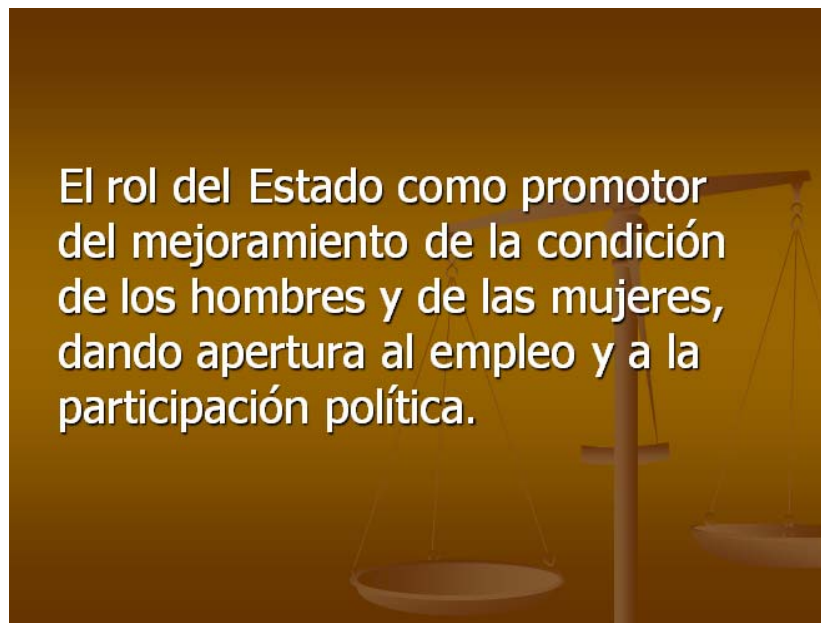 El rol del Estado como promotor
del mejoramiento de la condición
de los hombres y de las mujeres,
dando apertura al empleo y a la
participación política.